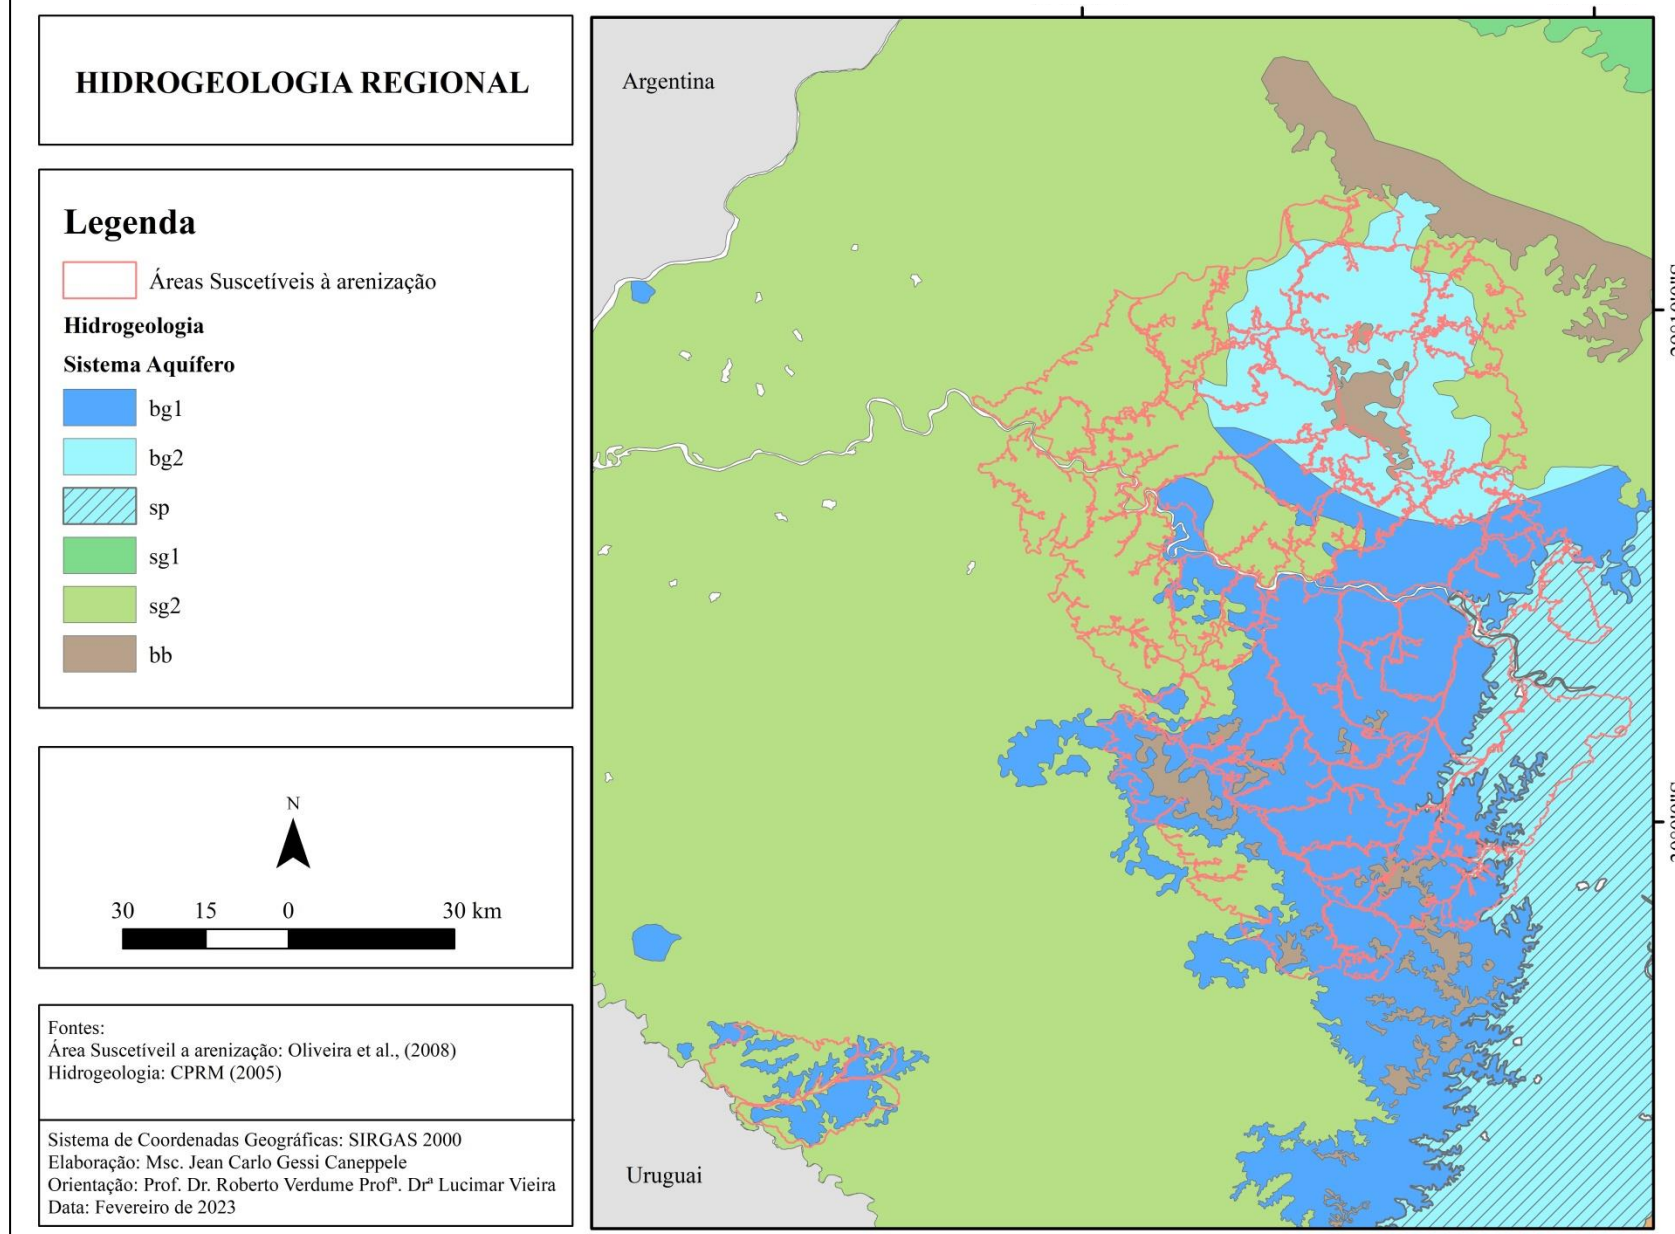 HIDROGEOLOGIA REGIONAL
Legenda
Áreas Suscetíveis à arenização
Hidrogeologia
Sistema Aquífero
bg1
bg2
sp
sg1
sg2
bb
N
30 15 0 30 km
Fontes:
Área Suscetíveil a arenização: Oliveira et al., (2008)
Hidrogeologia: CPRM (2005)
Sistema de Coordenadas Geográficas: SIRGAS 2000
Elaboração: Msc. Jean Carlo Gessi Caneppele
Orientação: Prof. Dr. Roberto Verdume Profª. Drª Lucimar Vieira
Data: Fevereiro de 2023
Argentina
Uruguai